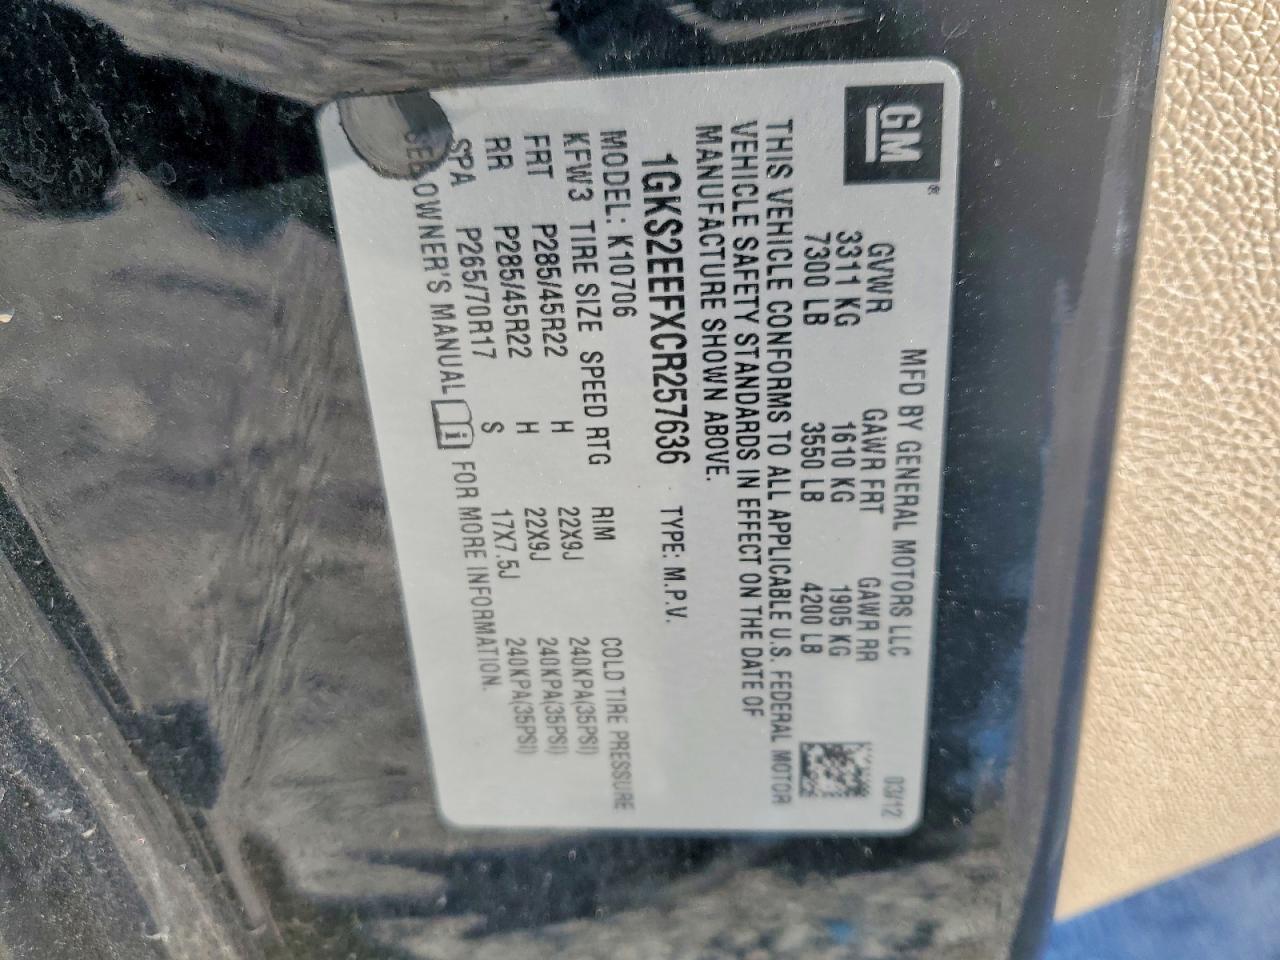 GM®
MFD BY GENERAL MOTORS LLC 03/12
GVWR GAWR FRT GAWR RR
3311 KG 1610 KG 1905 KG
7300 LB 3550 LB 4200 LB
THIS VEHICLE CONFORMS TO ALL APPLICABLE U.S. FEDERAL MOTOR
VEHICLE SAFETY STANDARDS IN EFFECT ON THE DATE OF
MANUFACTURE SHOWN ABOVE.
1GKS2EEFXCR257636 TYPE: M.P.V.
MODEL: K10706
KFW3 TIRE SIZE SPEED RTG RIM COLD TIRE PRESSURE
FRT P285/45R22 H 22X9J 240KPA(35PSI)
RR P285/45R22 H 22X9J 240KPA(35PSI)
SPA P265/70R17 S 17X7.5J 240KPA(35PSI)
SEE OWNER'S MANUAL FOR MORE INFORMATION.